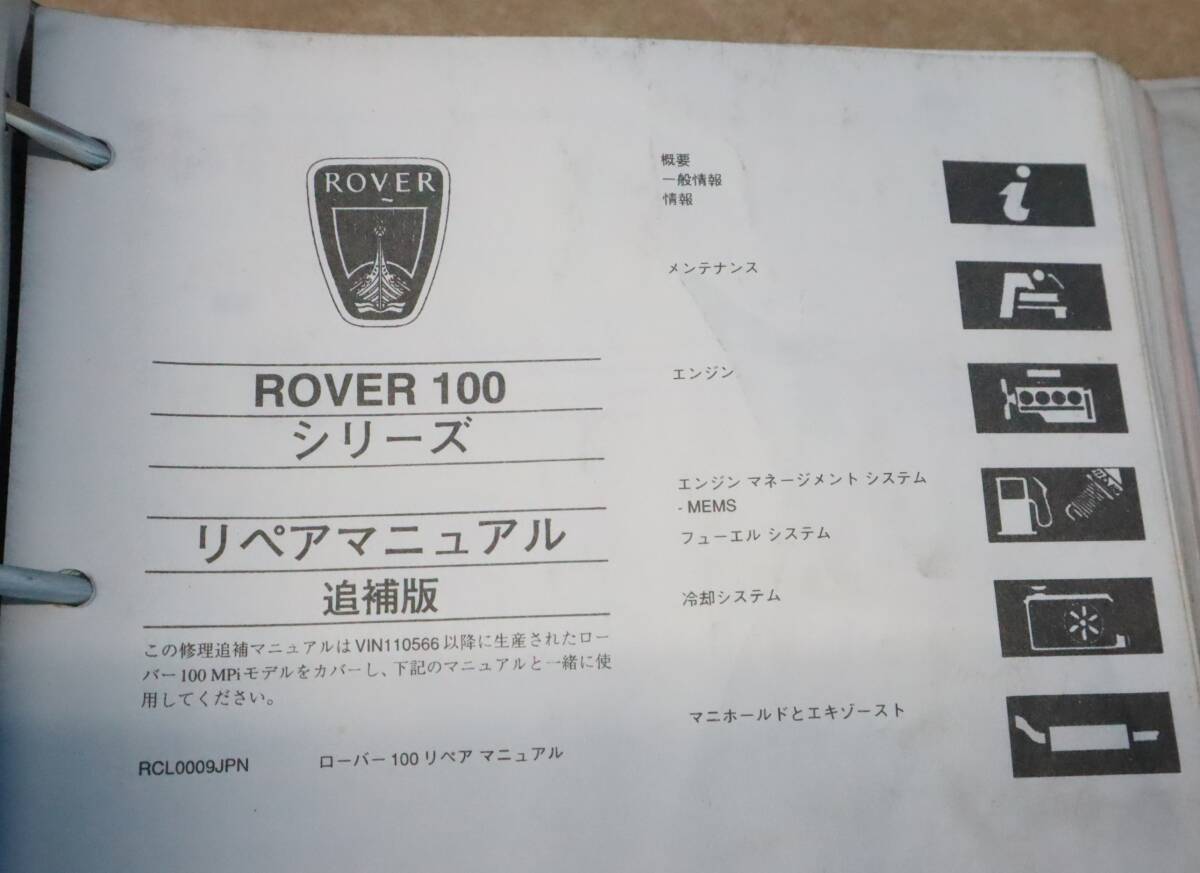 ROVER
ROVER 100
シリーズ
リペアマニュアル
追補版
この修理追補マニュアルはVIN110566以降に生産されたロー
バー100 MPiモデルをカバーし、下記のマニュアルと一緒に使
用してください。
RCL0009JPN ローバー100 リペア マニュアル
概要
一般情報
情報
メンテナンス
エンジン
エンジン マネージメント システム
- MEMS
フューエル システム
冷却システム
マニホールドとエキゾースト